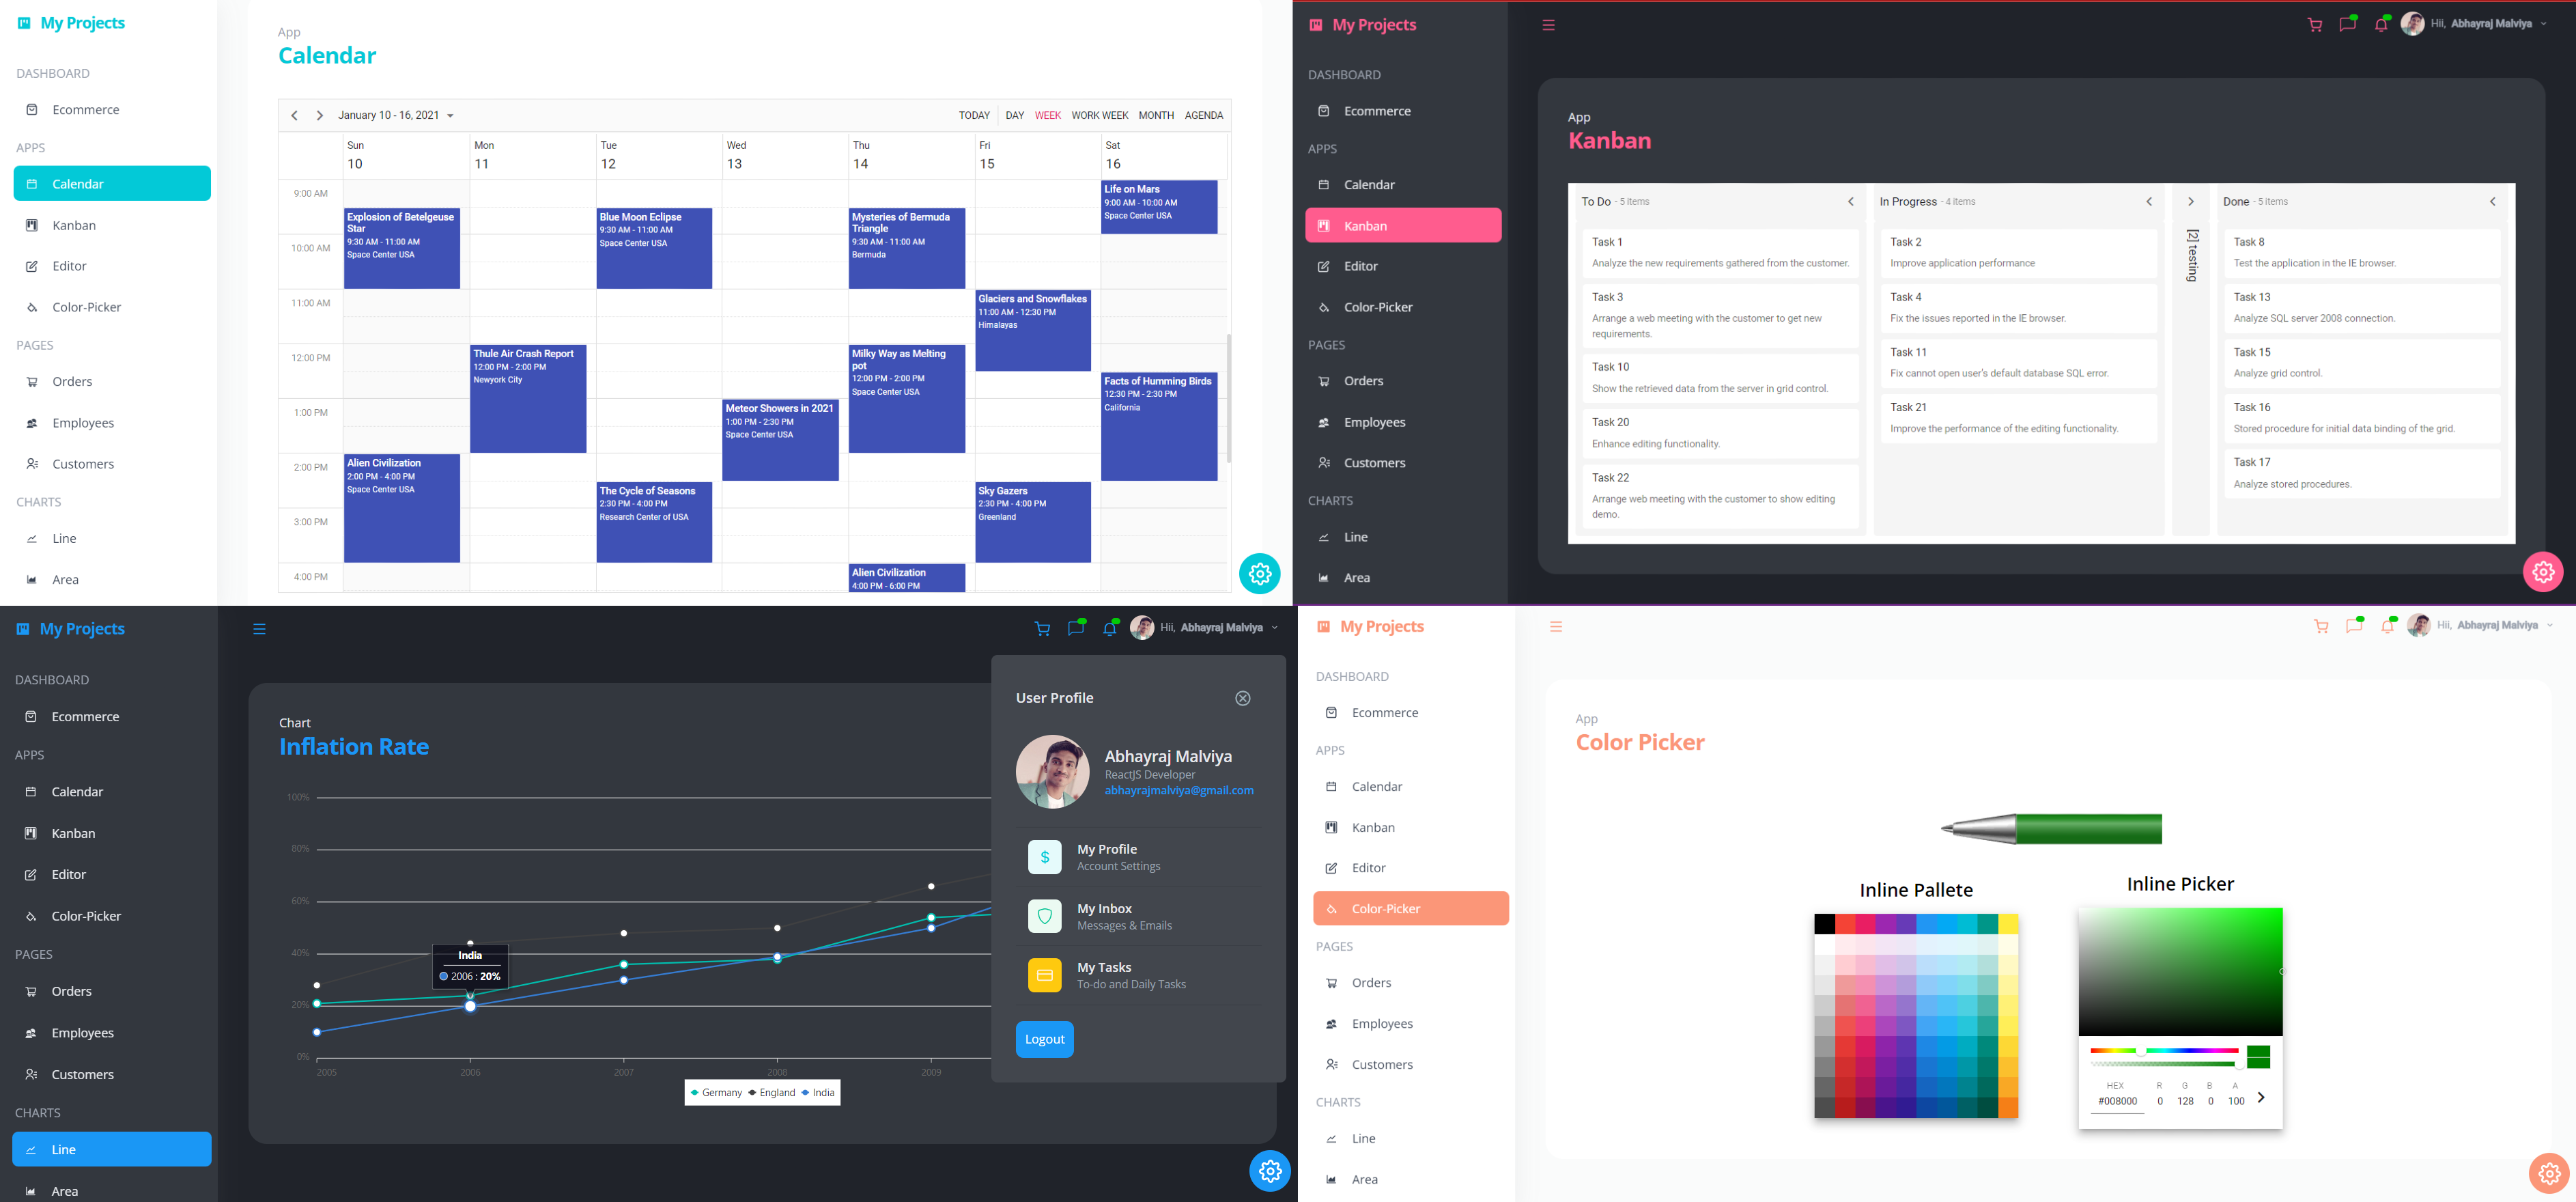 My Projects
DASHBOARD
Ecommerce
APPS
Calendar
Kanban
Editor
Color-Picker
PAGES
Orders
Employees
Customers
CHARTS
Line
Area
App
Calendar
January 10 - 16, 2021
TODAY DAY WEEK WORK WEEK MONTH AGENDA
Sun Mon Tue Wed Thu Fri Sat
10 11 12 13 14 15 16
9:00 AM
10:00 AM
11:00 AM
12:00 PM
1:00 PM
2:00 PM
3:00 PM
4:00 PM
Explosion of Betelgeuse
Star
9:30 AM - 11:00 AM
Space Center USA
Alien Civilization
2:00 PM - 4:00 PM
Space Center USA
Thule Air Crash Report
12:00 PM - 2:00 PM
Newyork City
Blue Moon Eclipse
9:30 AM - 11:00 AM
Space Center USA
The Cycle of Seasons
2:30 PM - 4:00 PM
Research Center of USA
Meteor Showers in 2021
1:00 PM - 2:30 PM
Space Center USA
Mysteries of Bermuda
Triangle
9:30 AM - 11:00 AM
Bermuda
Milky Way as Melting
pot
12:00 PM - 2:00 PM
Space Center USA
Alien Civilization
4:00 PM - 6:00 PM
Glaciers and Snowflakes
11:00 AM - 12:30 PM
Himalayas
Sky Gazers
2:30 PM - 4:00 PM
Greenland
Life on Mars
9:00 AM - 10:00 AM
Space Center USA
Facts of Humming Birds
12:30 PM - 2:30 PM
California
My Projects
DASHBOARD
Ecommerce
APPS
Calendar
Kanban
Editor
Color-Picker
PAGES
Orders
Employees
Customers
CHARTS
Line
Area
Hii, Abhayraj Malviya
App
Kanban
To Do - 5 items
Task 1
Analyze the new requirements gathered from the customer.
Task 3
Arrange a web meeting with the customer to get new
requirements.
Task 10
Show the retrieved data from the server in grid control.
Task 20
Enhance editing functionality.
Task 22
Arrange web meeting with the customer to show editing
demo.
In Progress - 4 items
Task 2
Improve application performance
Task 4
Fix the issues reported in the IE browser.
Task 11
Fix cannot open user's default database SQL error.
Task 21
Improve the performance of the editing functionality.
[2] testing
Done - 5 items
Task 8
Test the application in the IE browser.
Task 13
Analyze SQL server 2008 connection.
Task 15
Analyze grid control.
Task 16
Stored procedure for initial data binding of the grid.
Task 17
Analyze stored procedures.
My Projects
DASHBOARD
Ecommerce
APPS
Calendar
Kanban
Editor
Color-Picker
PAGES
Orders
Employees
Customers
CHARTS
Line
Area
Hii, Abhayraj Malviya
Chart
Inflation Rate
100%
80%
60%
40%
20%
0%
India
2006 : 20%
2005 2006 2007 2008 2009
Germany England India
User Profile
Abhayraj Malviya
ReactJS Developer
abhayrajmalviya@gmail.com
$
My Profile
Account Settings
My Inbox
Messages & Emails
My Tasks
To-do and Daily Tasks
Logout
My Projects
DASHBOARD
Ecommerce
APPS
Calendar
Kanban
Editor
Color-Picker
PAGES
Orders
Employees
Customers
CHARTS
Line
Area
Hii, Abhayraj Malviya
App
Color Picker
Inline Pallete
Inline Picker
HEX R G B A
#008000 0 128 0 100